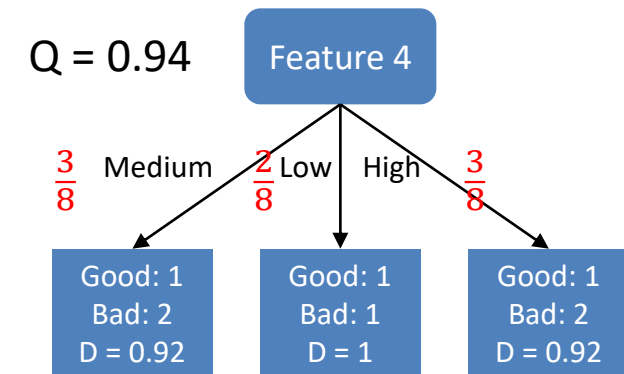 Q = 0.94
Feature 4
3/8 Medium 2/8 Low High 3/8
Good: 1
Bad: 2
D = 0.92
Good: 1
Bad: 1
D = 1
Good: 1
Bad: 2
D = 0.92